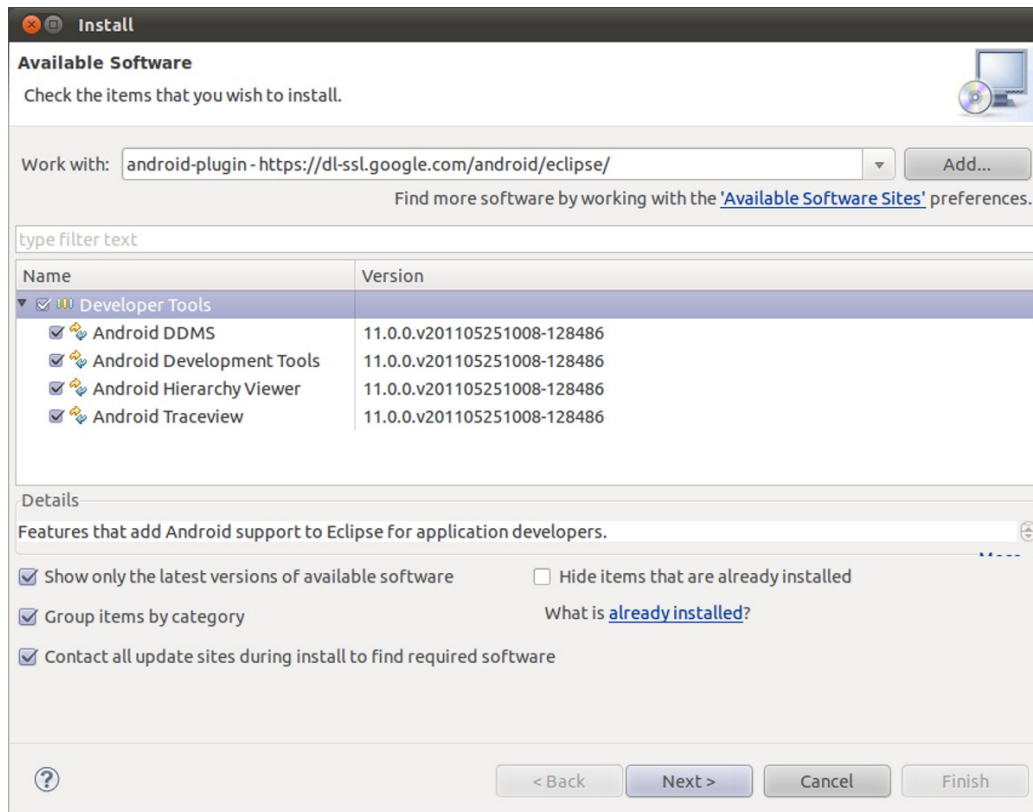 Install
Available Software
Check the items that you wish to install.
Work with: android-plugin - https://dl-ssl.google.com/android/eclipse/ Add...
Find more software by working with the 'Available Software Sites' preferences.
type filter text
Name Version
Developer Tools
Android DDMS 11.0.0.v201105251008-128486
Android Development Tools 11.0.0.v201105251008-128486
Android Hierarchy Viewer 11.0.0.v201105251008-128486
Android Traceview 11.0.0.v201105251008-128486
Details
Features that add Android support to Eclipse for application developers.
Show only the latest versions of available software Hide items that are already installed
Group items by category What is already installed?
Contact all update sites during install to find required software
? < Back Next > Cancel Finish